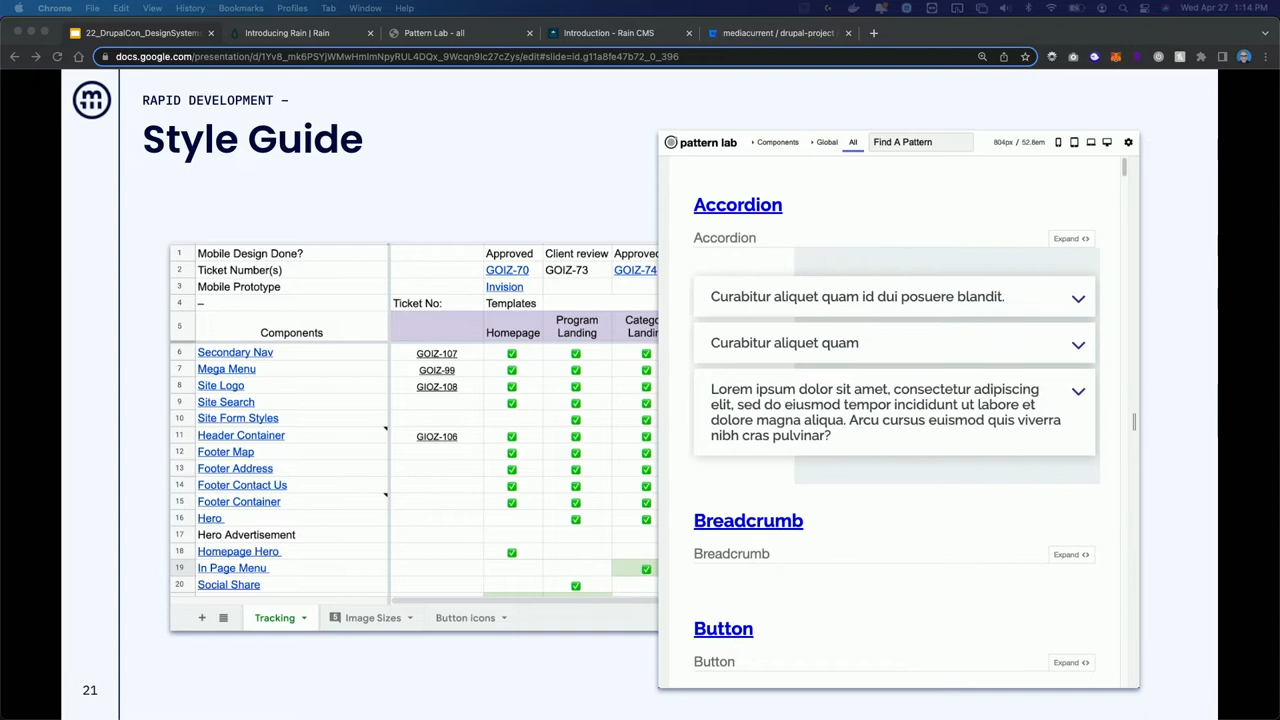 Chrome File Edit View History Bookmarks Profiles Tab Window Help Wed Apr 27 1:14 PM
22_DrupalCon_DesignSystem Introducing Rain | Rain Pattern Lab - all Introduction - Rain CMS mediacurrent / drupal-project /
docs.google.com/presentation/d/1Yv8_mk6PSYjWMwHmImNpyRUL4DQx_9Wcqn9Ic27cZys/edit#slide=id.g11a8fe47b72_0_396
RAPID DEVELOPMENT –
Style Guide
1 Mobile Design Done? Approved Client review Approved
2 Ticket Number(s) GOIZ-70 GOIZ-73 GOIZ-74
3 Mobile Prototype Invision
4 – Ticket No: Templates
5 Components Homepage Program Landing Catego Landin
6 Secondary Nav GOIZ-107 ✅ ✅ ✅
7 Mega Menu GOIZ-99 ✅ ✅ ✅
8 Site Logo GIOZ-108 ✅ ✅ ✅
9 Site Search ✅ ✅ ✅
10 Site Form Styles ✅ ✅
11 Header Container GIOZ-106 ✅ ✅ ✅
12 Footer Map ✅ ✅ ✅
13 Footer Address ✅ ✅ ✅
14 Footer Contact Us ✅ ✅ ✅
15 Footer Container ✅ ✅ ✅
16 Hero ✅ ✅
17 Hero Advertisement
18 Homepage Hero ✅
19 In Page Menu ✅
20 Social Share ✅
+ Tracking 5 Image Sizes Button icons
pattern lab Components Global All Find A Pattern 804px / 52.8em
Accordion
Accordion Expand <>
Curabitur aliquet quam id dui posuere blandit.
Curabitur aliquet quam
Lorem ipsum dolor sit amet, consectetur adipiscing
elit, sed do eiusmod tempor incididunt ut labore et
dolore magna aliqua. Arcu cursus euismod quis viverra
nibh cras pulvinar?
Breadcrumb
Breadcrumb Expand <>
Button
Button Expand <>
21